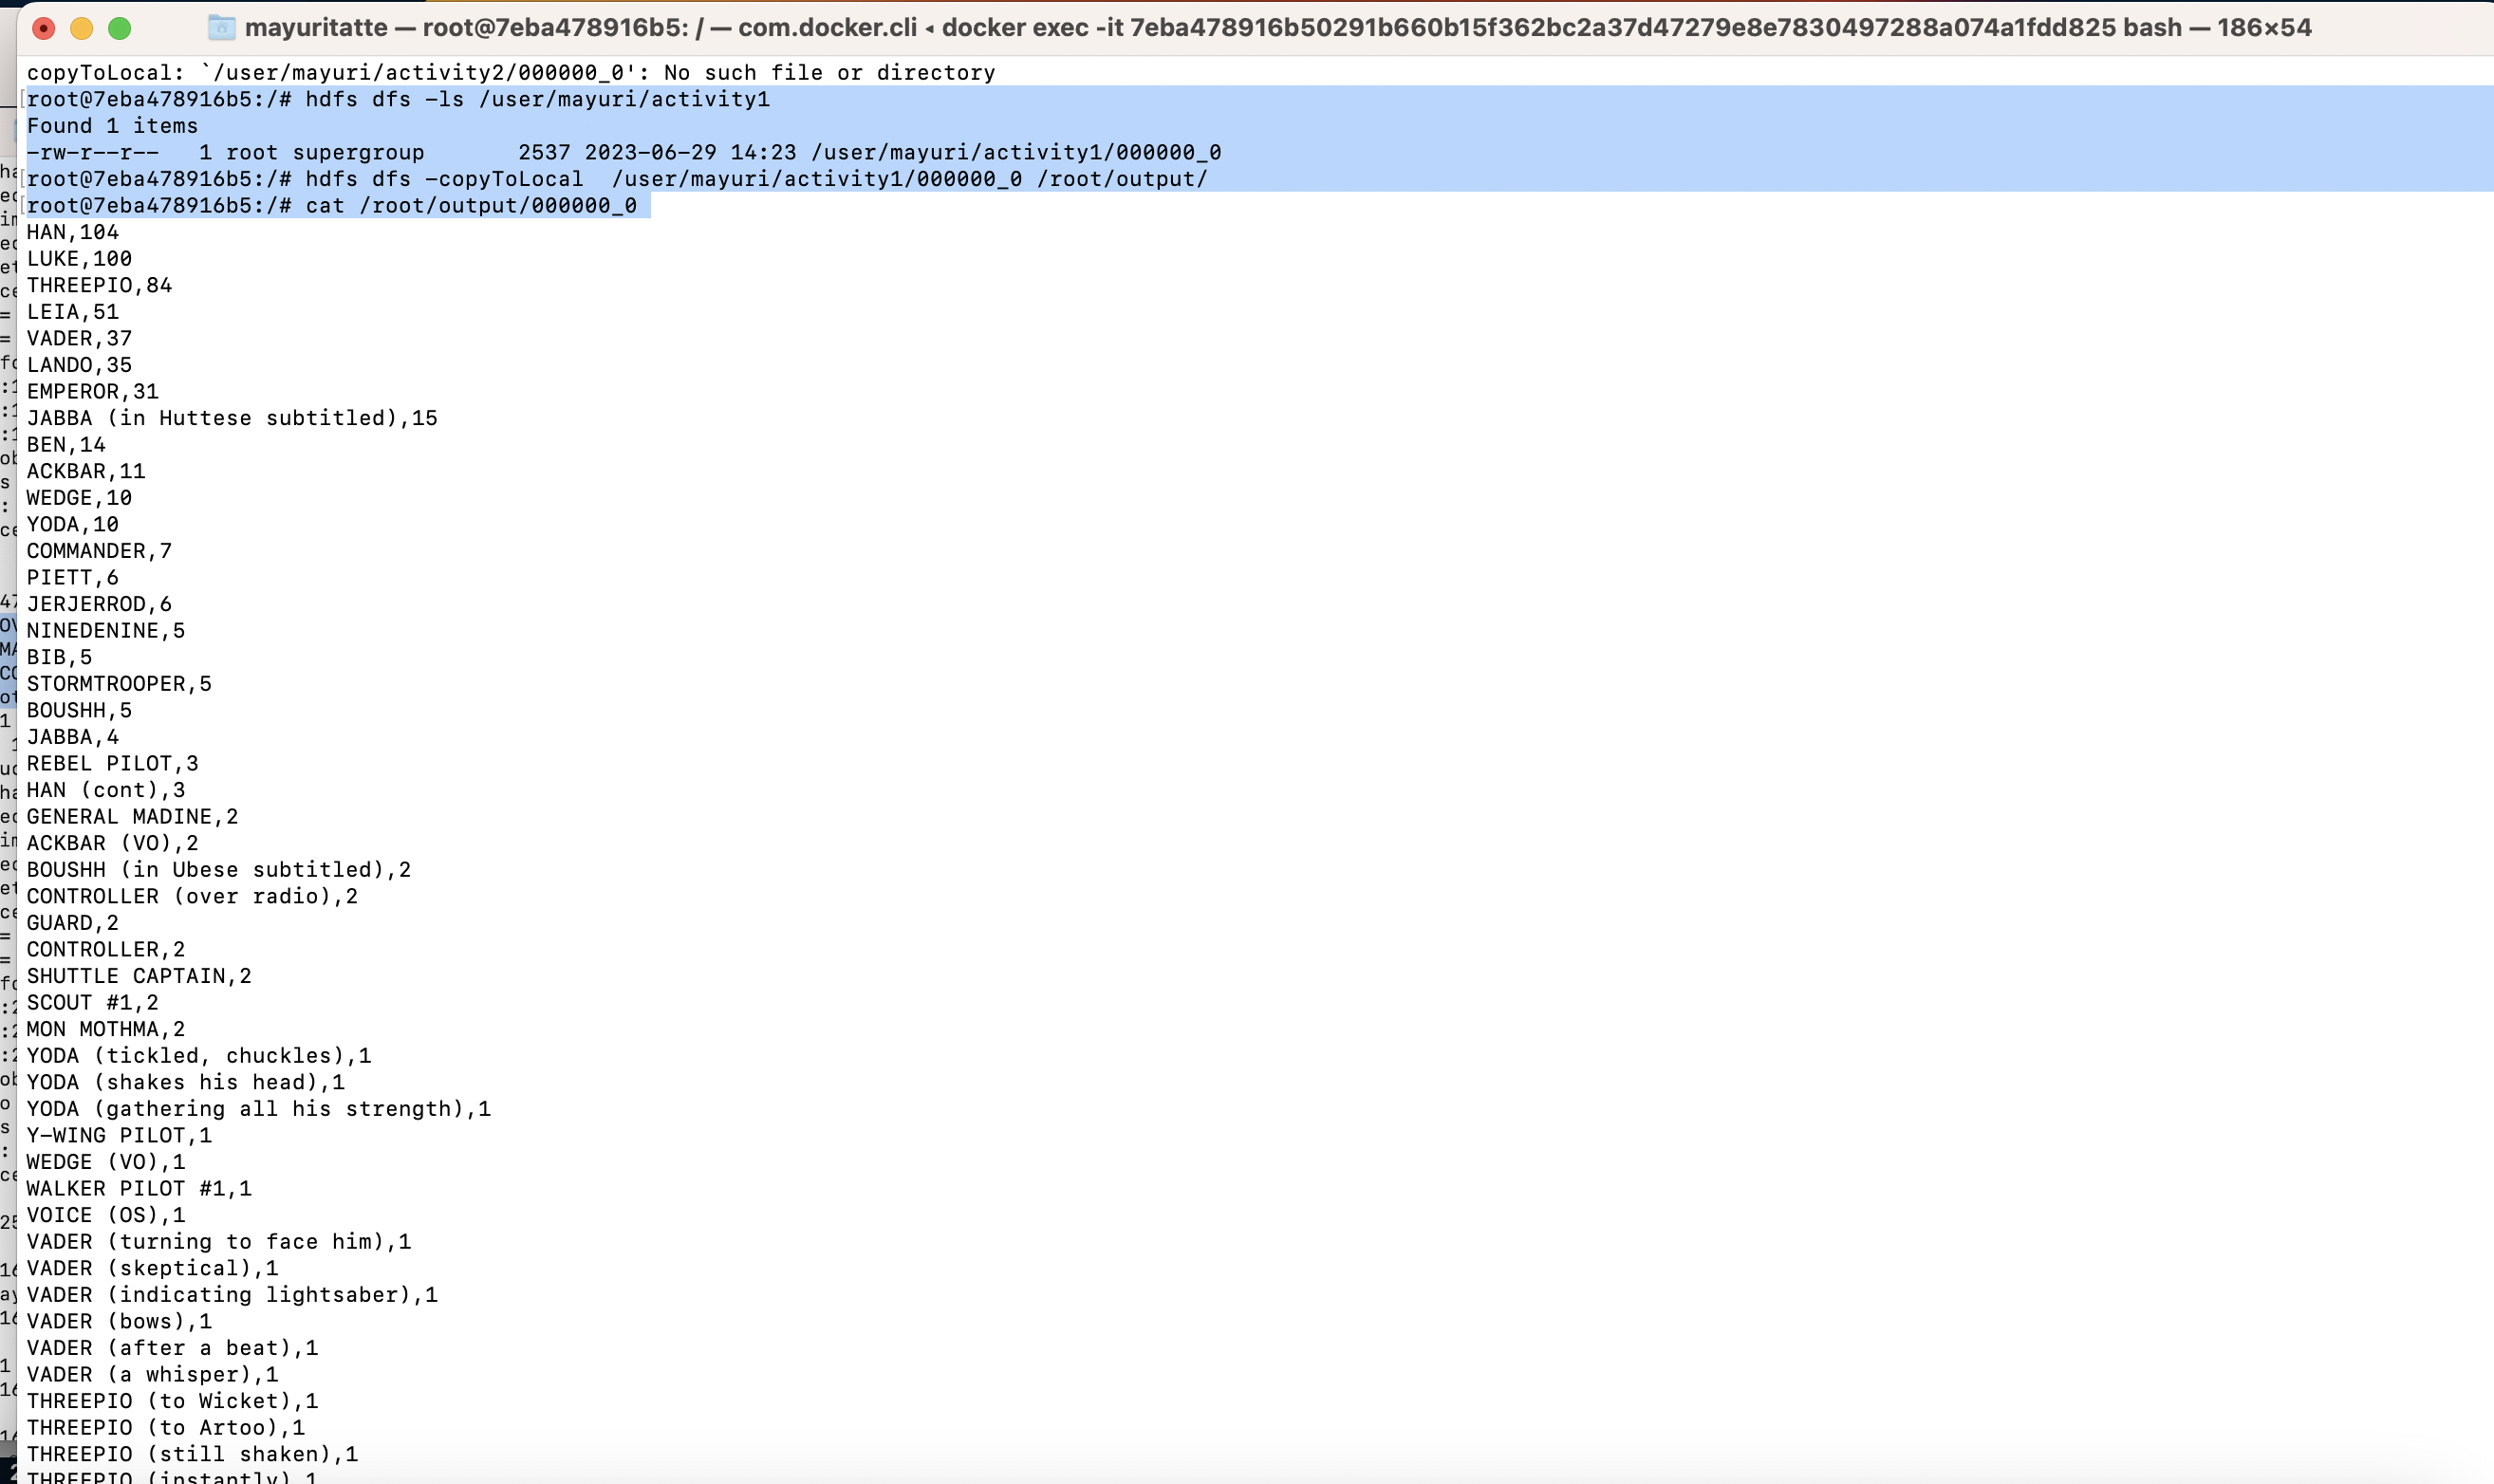 mayuritatte — root@7eba478916b5: / — com.docker.cli ◂ docker exec -it 7eba478916b50291b660b15f362bc2a37d47279e8e7830497288a074a1fdd825 bash — 186×54
copyToLocal: `/user/mayuri/activity2/000000_0': No such file or directory
root@7eba478916b5:/# hdfs dfs -ls /user/mayuri/activity1
Found 1 items
-rw-r--r--   1 root supergroup       2537 2023-06-29 14:23 /user/mayuri/activity1/000000_0
root@7eba478916b5:/# hdfs dfs -copyToLocal  /user/mayuri/activity1/000000_0 /root/output/
root@7eba478916b5:/# cat /root/output/000000_0
HAN,104
LUKE,100
THREEPIO,84
LEIA,51
VADER,37
LANDO,35
EMPEROR,31
JABBA (in Huttese subtitled),15
BEN,14
ACKBAR,11
WEDGE,10
YODA,10
COMMANDER,7
PIETT,6
JERJERROD,6
NINEDENINE,5
BIB,5
STORMTROOPER,5
BOUSHH,5
JABBA,4
REBEL PILOT,3
HAN (cont),3
GENERAL MADINE,2
ACKBAR (VO),2
BOUSHH (in Ubese subtitled),2
CONTROLLER (over radio),2
GUARD,2
CONTROLLER,2
SHUTTLE CAPTAIN,2
SCOUT #1,2
MON MOTHMA,2
YODA (tickled, chuckles),1
YODA (shakes his head),1
YODA (gathering all his strength),1
Y-WING PILOT,1
WEDGE (VO),1
WALKER PILOT #1,1
VOICE (OS),1
VADER (turning to face him),1
VADER (skeptical),1
VADER (indicating lightsaber),1
VADER (bows),1
VADER (after a beat),1
VADER (a whisper),1
THREEPIO (to Wicket),1
THREEPIO (to Artoo),1
THREEPIO (still shaken),1
THREEPIO (instantly),1